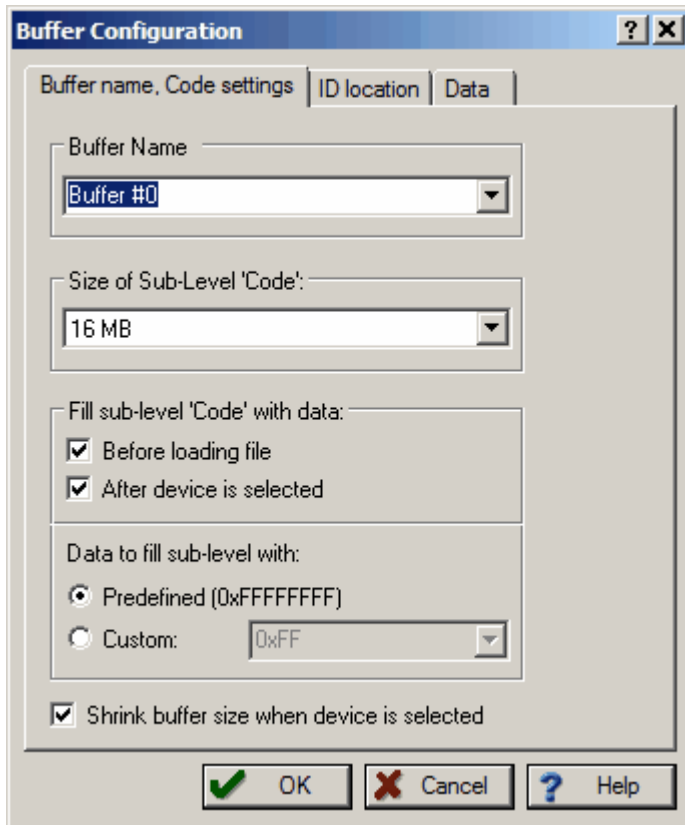 Buffer Configuration
Buffer name, Code settings ID location Data
Buffer Name
Buffer #0
Size of Sub-Level 'Code':
16 MB
Fill sub-level 'Code' with data:
Before loading file
After device is selected
Data to fill sub-level with:
Predefined (0xFFFFFFFF)
Custom: 0xFF
Shrink buffer size when device is selected
OK Cancel ? Help